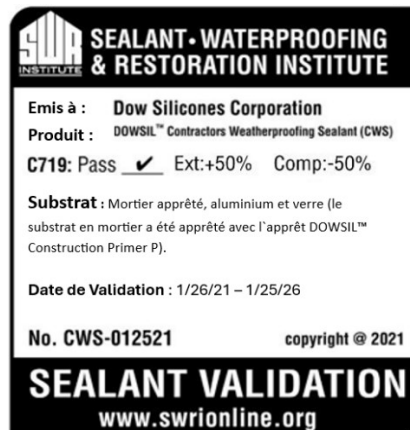 SWR
INSTITUTE
SEALANT • WATERPROOFING
& RESTORATION INSTITUTE
Emis à : Dow Silicones Corporation
Produit : DOWSIL™ Contractors Weatherproofing Sealant (CWS)
C719: Pass ✔ Ext:+50% Comp:-50%
Substrat : Mortier apprêté, aluminium et verre (le
substrat en mortier a été apprêté avec l`apprêt DOWSIL™
Construction Primer P).
Date de Validation : 1/26/21 – 1/25/26
No. CWS-012521 copyright @ 2021
SEALANT VALIDATION
www.swrionline.org